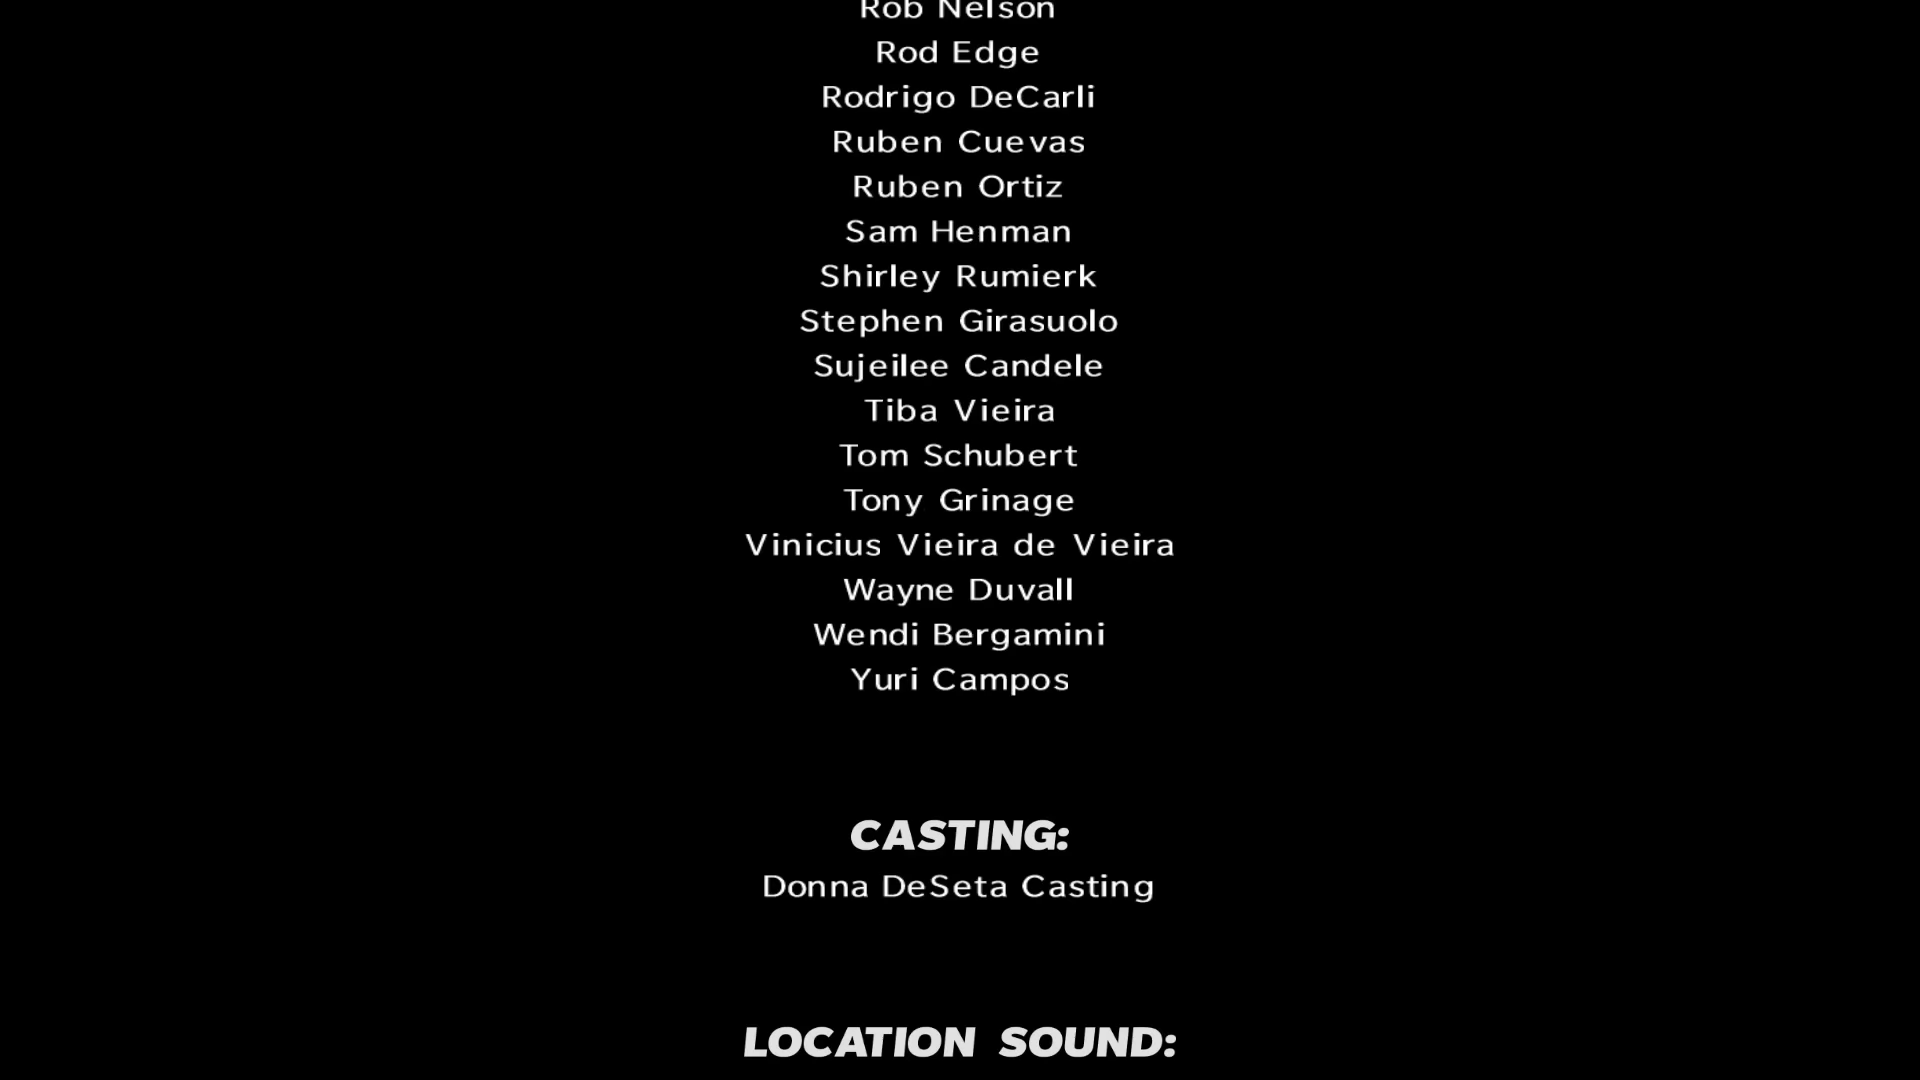 Rob Nelson
Rod Edge
Rodrigo DeCarli
Ruben Cuevas
Ruben Ortiz
Sam Henman
Shirley Rumierk
Stephen Girasuolo
Sujeilee Candele
Tiba Vieira
Tom Schubert
Tony Grinage
Vinicius Vieira de Vieira
Wayne Duvall
Wendi Bergamini
Yuri Campos
CASTING:
Donna DeSeta Casting
LOCATION SOUND: